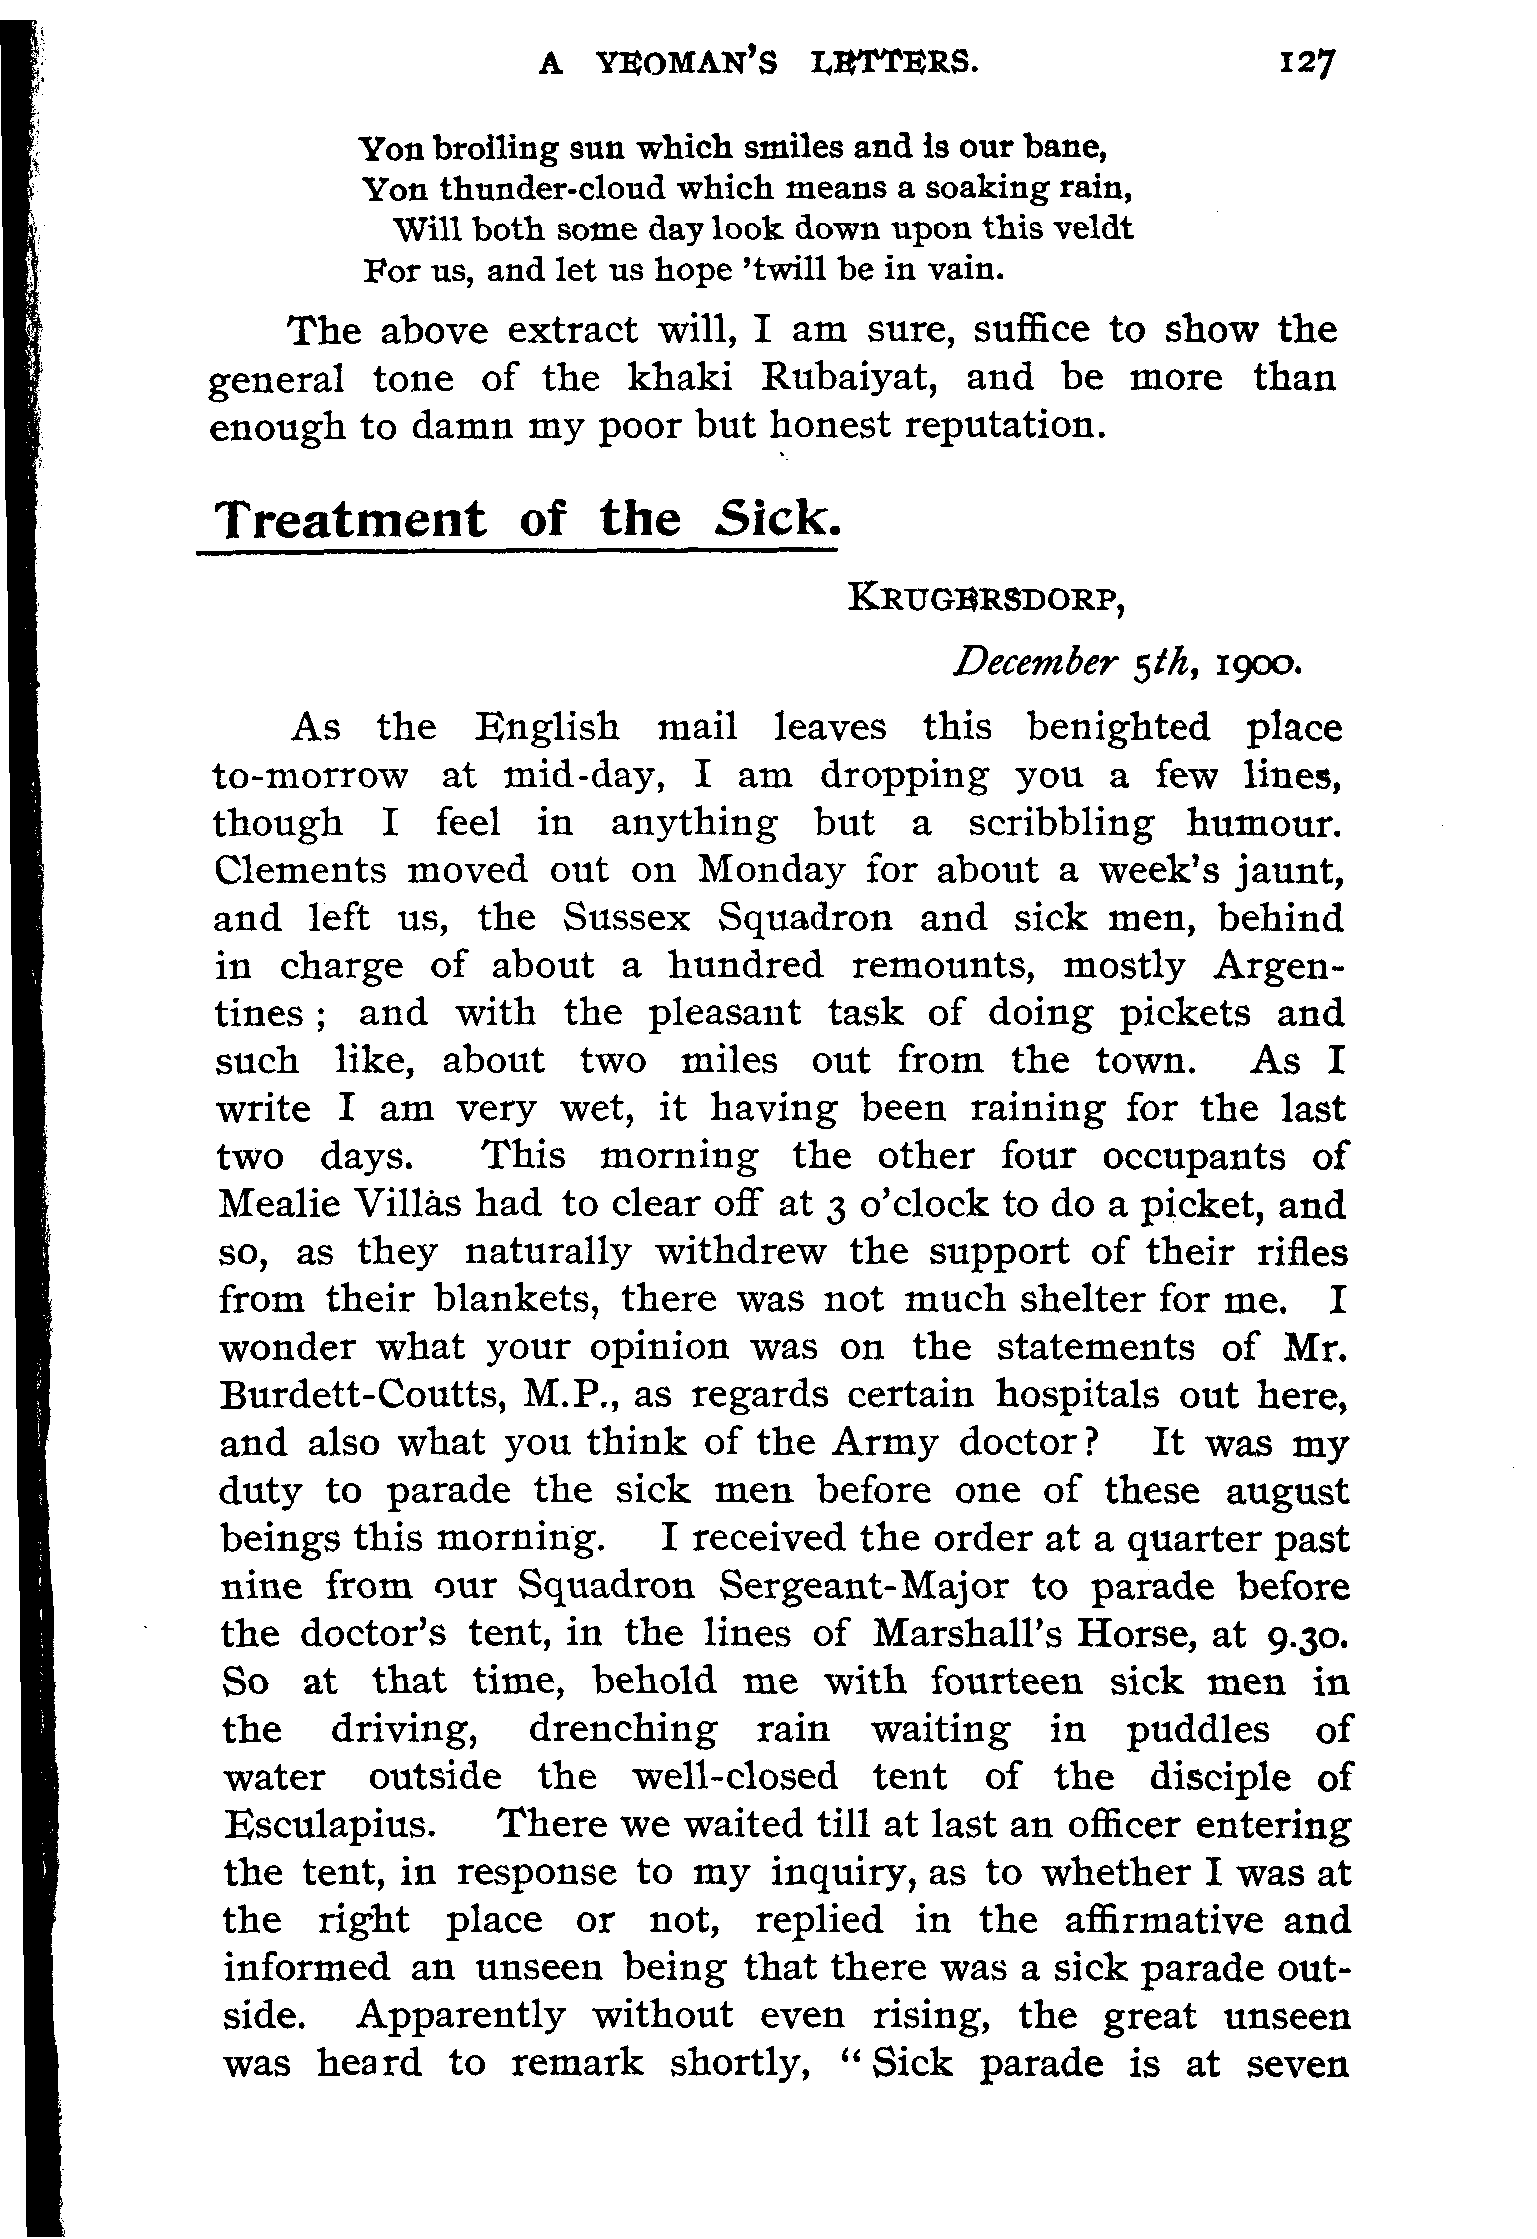 A YEOMAN'S LETTERS. 127
Yon broiling sun which smiles and is our bane,
Yon thunder-cloud which means a soaking rain,
Will both some day look down upon this veldt
For us, and let us hope 'twill be in vain.
The above extract will, I am sure, suffice to show the
general tone of the khaki Rubaiyat, and be more than
enough to damn my poor but honest reputation.
Treatment of the Sick.
KRUGERSDORP,
December 5th, 1900.
As the English mail leaves this benighted place
to-morrow at mid-day, I am dropping you a few lines,
though I feel in anything but a scribbling humour.
Clements moved out on Monday for about a week's jaunt,
and left us, the Sussex Squadron and sick men, behind
in charge of about a hundred remounts, mostly Argen-
tines; and with the pleasant task of doing pickets and
such like, about two miles out from the town. As I
write I am very wet, it having been raining for the last
two days. This morning the other four occupants of
Mealie Villas had to clear off at 3 o'clock to do a picket, and
so, as they naturally withdrew the support of their rifles
from their blankets, there was not much shelter for me. I
wonder what your opinion was on the statements of Mr.
Burdett-Coutts, M.P., as regards certain hospitals out here,
and also what you think of the Army doctor? It was my
duty to parade the sick men before one of these august
beings this morning. I received the order at a quarter past
nine from our Squadron Sergeant-Major to parade before
the doctor's tent, in the lines of Marshall's Horse, at 9.30.
So at that time, behold me with fourteen sick men in
the driving, drenching rain waiting in puddles of
water outside the well-closed tent of the disciple of
Esculapius. There we waited till at last an officer entering
the tent, in response to my inquiry, as to whether I was at
the right place or not, replied in the affirmative and
informed an unseen being that there was a sick parade out-
side. Apparently without even rising, the great unseen
was heard to remark shortly, "Sick parade is at seven